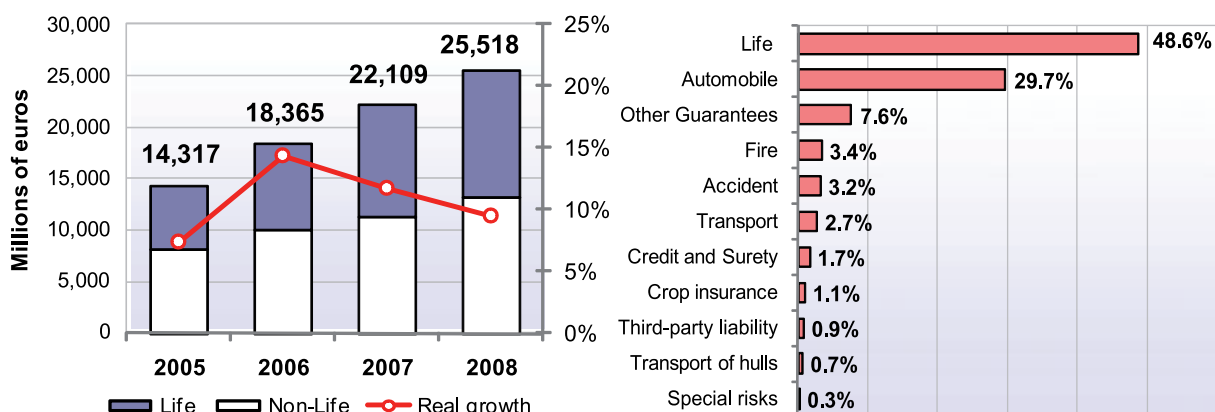 30,000
25,000
20,000
15,000
10,000
5,000
0
Millions of euros
14,317
18,365
22,109
25,518
25%
20%
15%
10%
5%
0%
2005 2006 2007 2008
Life Non-Life Real growth
Life 48.6%
Automobile 29.7%
Other Guarantees 7.6%
Fire 3.4%
Accident 3.2%
Transport 2.7%
Credit and Surety 1.7%
Crop insurance 1.1%
Third-party liability 0.9%
Transport of hulls 0.7%
Special risks 0.3%